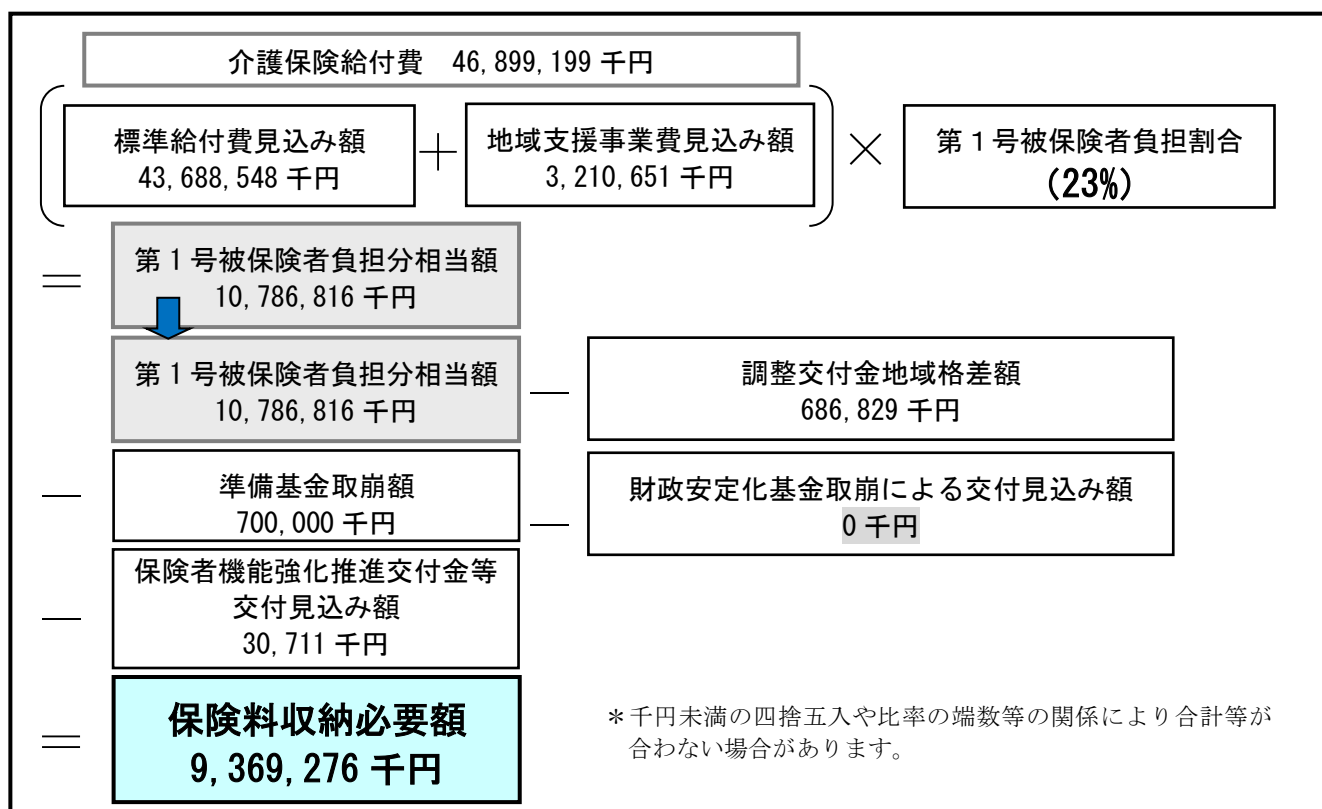 介護保険給付費　46,899,199 千円
標準給付費見込み額
43,688,548 千円
＋
地域支援事業費見込み額
3,210,651 千円
×
第１号被保険者負担割合
(23%)
＝
第１号被保険者負担分相当額
10,786,816 千円
第１号被保険者負担分相当額
10,786,816 千円
―
調整交付金地域格差額
686,829 千円
―
準備基金取崩額
700,000 千円
―
財政安定化基金取崩による交付見込み額
0 千円
―
保険者機能強化推進交付金等
交付見込み額
30,711 千円
＝
保険料収納必要額
9,369,276 千円
＊千円未満の四捨五入や比率の端数等の関係により合計等が
合わない場合があります。